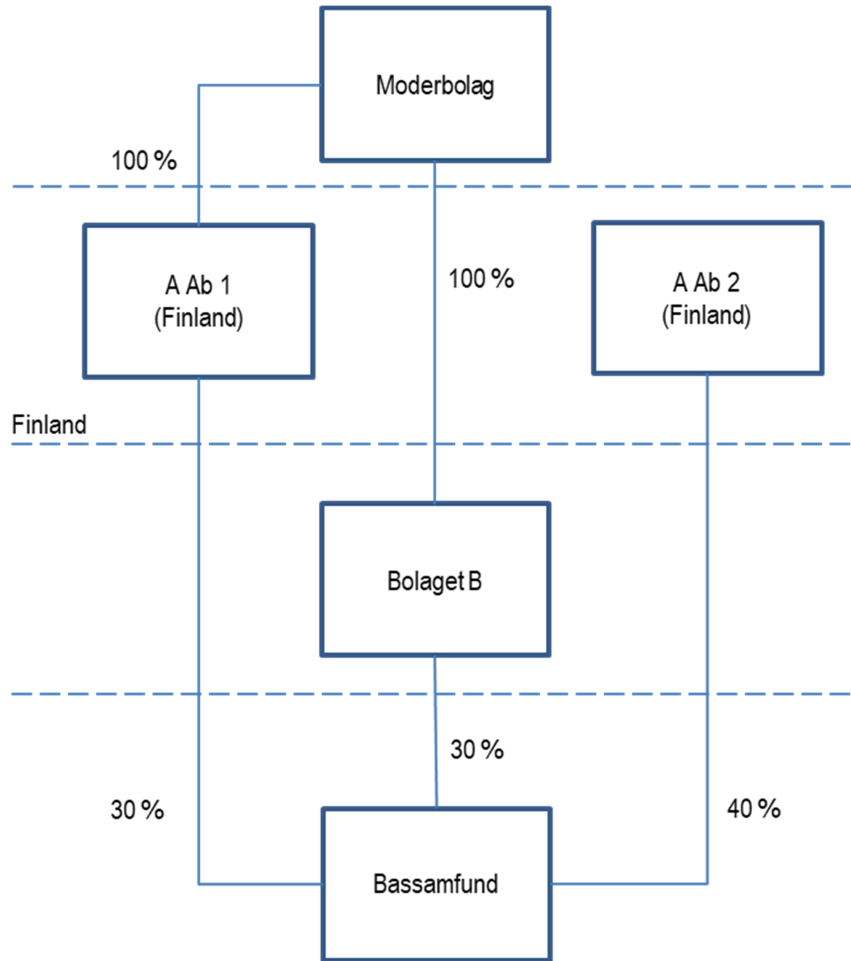 Moderbolag
100 %
A Ab 1
(Finland)
100 %
A Ab 2
(Finland)
Finland
Bolaget B
30 %
30 %
40 %
Bassamfund